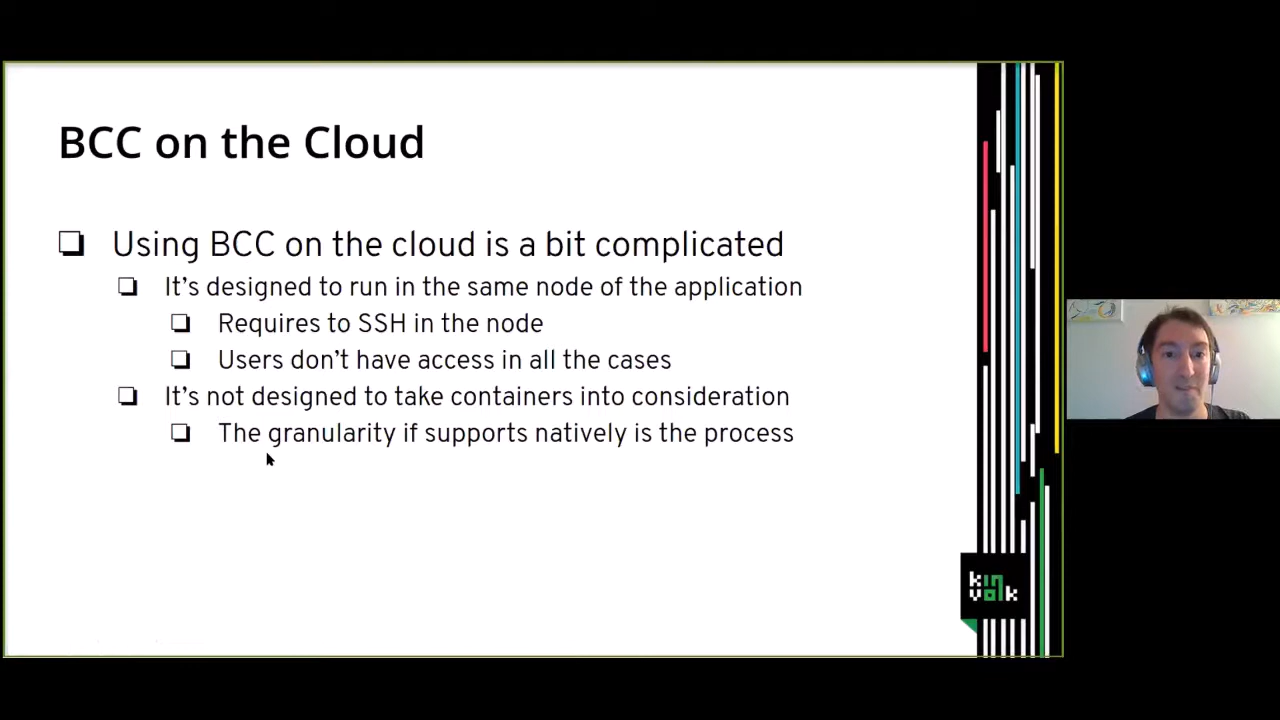 BCC on the Cloud
Using BCC on the cloud is a bit complicated
It's designed to run in the same node of the application
Requires to SSH in the node
Users don't have access in all the cases
It's not designed to take containers into consideration
The granularity if supports natively is the process
kin
volk